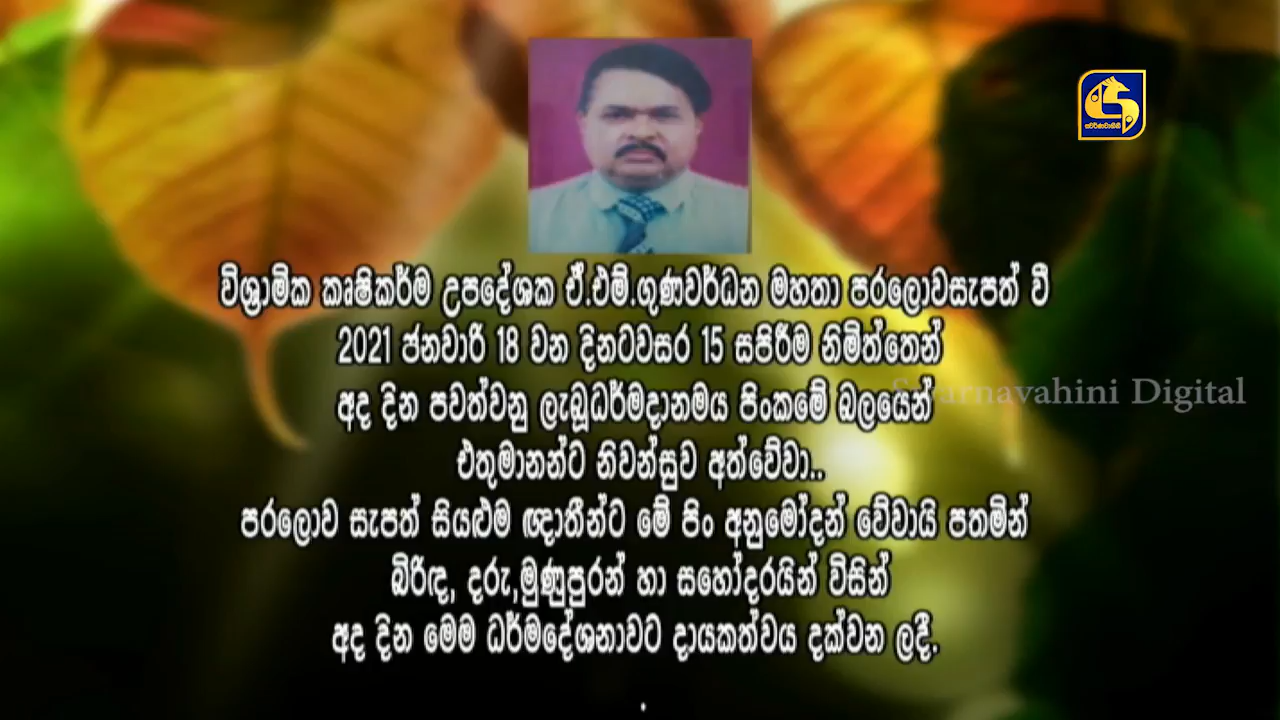 ස්වර්ණවාහිනී
විශ්‍රාමික කෘෂිකර්ම උපදේශක ඒ.එම්.ගුණවර්ධන මහතා පරලොවසැපත් වී
2021 ජනවාරි 18 වන දිනටවසර 15 සපිරීම නිමිත්තෙන්
Swarnavahini Digital
අද දින පවත්වනු ලැබූධර්මදානමය පිංකමේ බලයෙන්
එතුමානන්ට නිවන්සුව අත්වේවා..
පරලොව සැපත් සියළුම ඥාතීන්ට මේ පිං අනුමෝදන් වේවායි පතමින්
බිරිඳ, දරු,මුණුපුරන් හා සහෝදරයින් විසින්
අද දින මෙම ධර්මදේශනාවට දායකත්වය දක්වන ලදී.
.